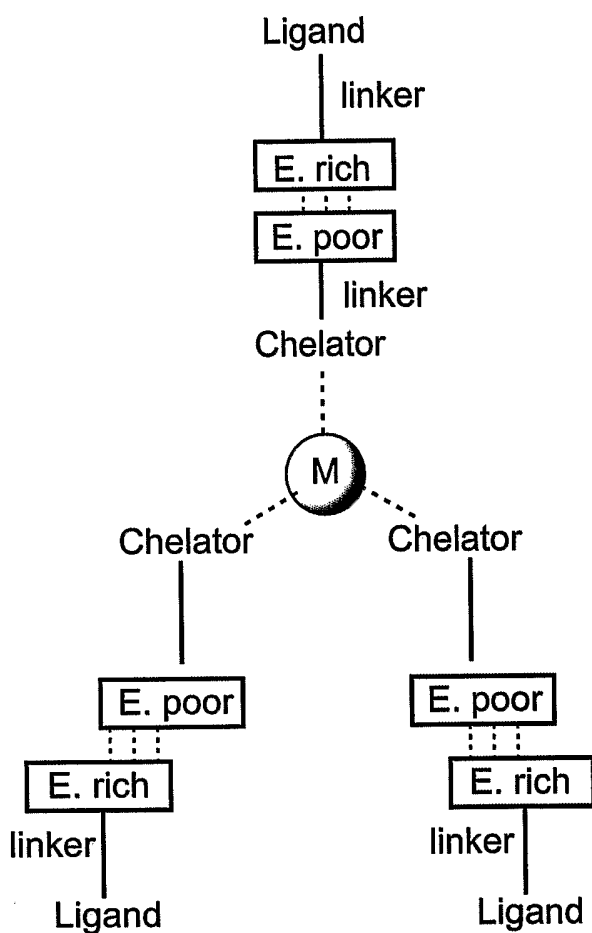 Ligand
linker
E. rich
E. poor
linker
Chelator
M
Chelator
Chelator
E. poor
E. poor
E. rich
E. rich
linker
linker
Ligand
Ligand